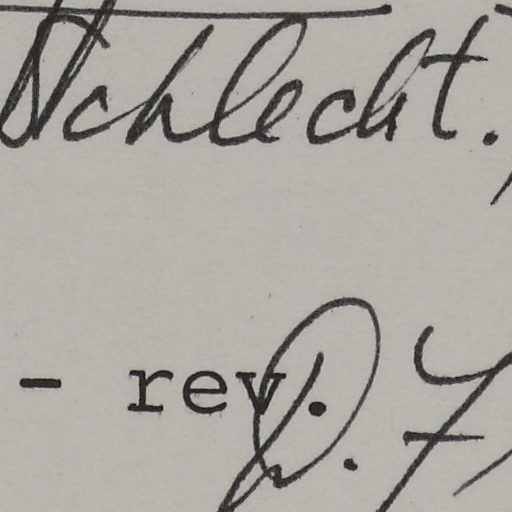 Schlecht.
- rev. D. F